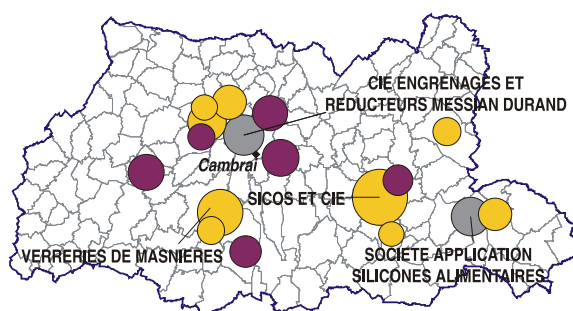 CIE ENGRENAGES ET
REDUCTEURS MESSIAN DURAND
Cambrai
SICOS ET CIE
VERRERIES DE MASNIERES
SOCIETE APPLICATION
SILICONES ALIMENTAIRES